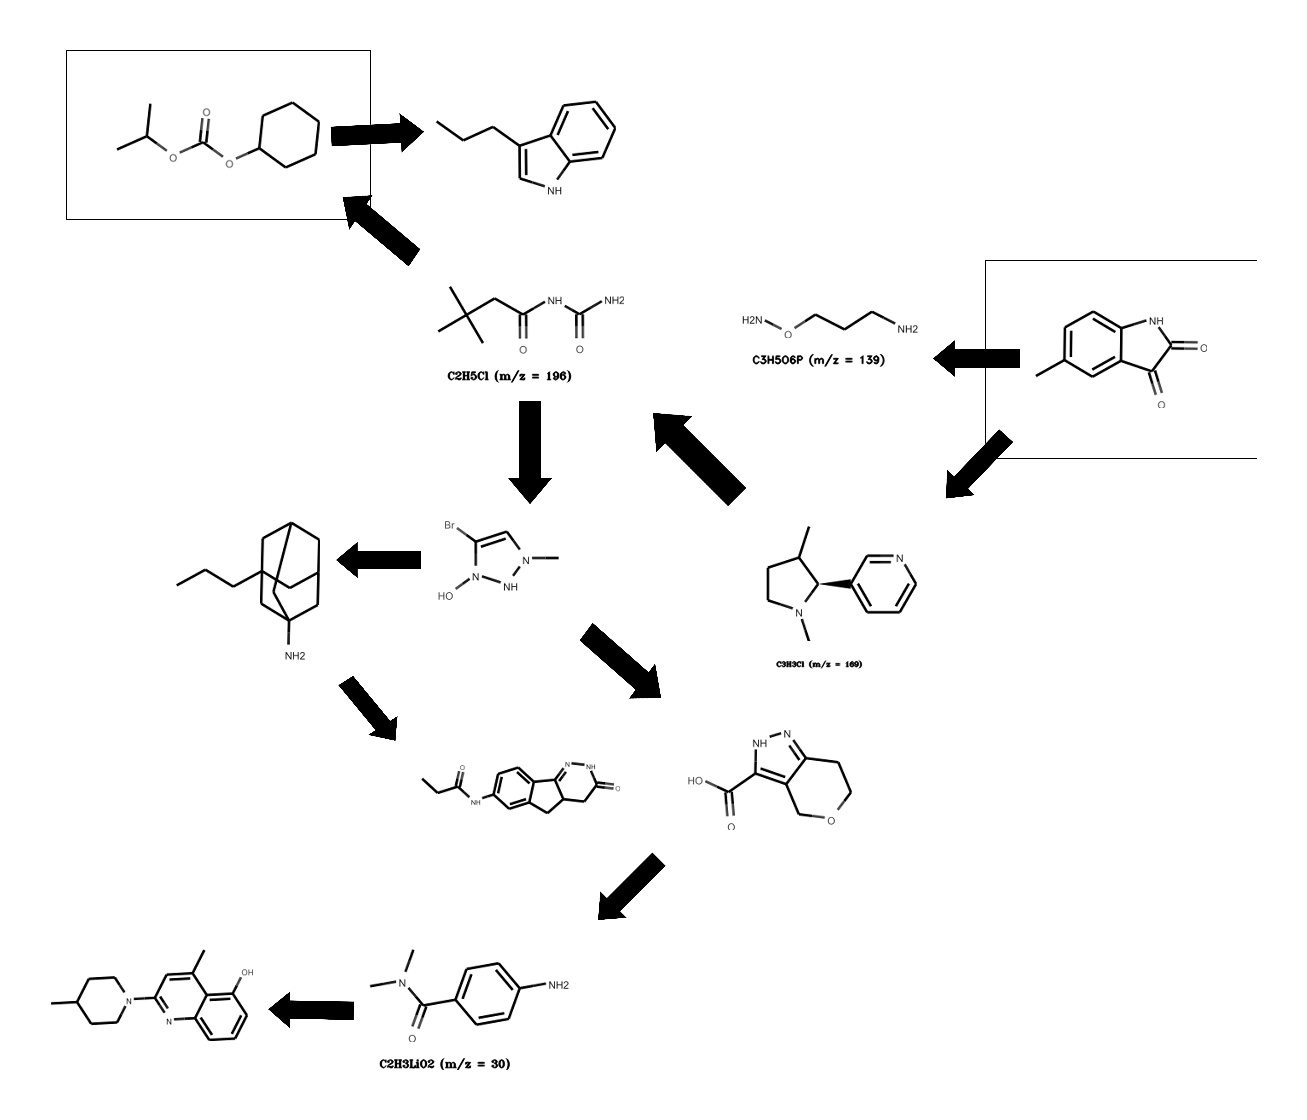 O
O
O
NH
NH
NH2
O
O
C2H5Cl (m/z = 196)
H2N
O
NH2
C3H5O6P (m/z = 139)
NH
O
O
Br
N
N
NH
HO
NH2
N
N
C3H3Cl (m/z = 169)
O
NH
N
NH
O
NH
N
HO
O
O
OH
N
N
N
O
NH2
C2H3LiO2 (m/z = 30)